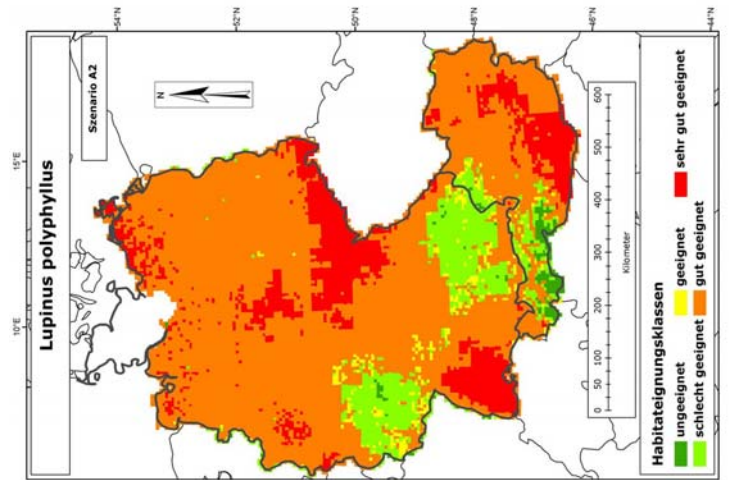 Lupinus polyphyllus
Szenario A2
N
10°E
15°E
54°N
52°N
50°N
48°N
46°N
44°N
0 50 100 200 300 400 500 600
Kilometer
Habitateignungsklassen
ungeeignet
geeignet
sehr gut geeignet
schlecht geeignet
gut geeignet